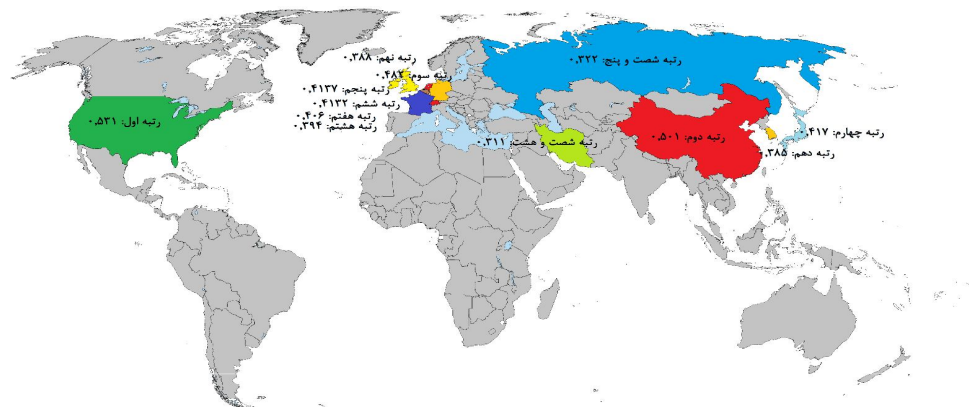 رتبه نهم: ۰.۳۸۸
رتبه شصت و پنج: ۰.۳۲۲
رتبه سوم: ۰.۴۸۲
رتبه پنجم: ۰.۴۱۳۷
رتبه ششم: ۰.۴۱۳۲
رتبه هفتم: ۰.۴۰۶
رتبه هشتم: ۰.۳۹۴
رتبه اول: ۰.۵۳۱
رتبه شصت و هشت: ۰.۳۱۱
رتبه دوم: ۰.۵۰۱
رتبه چهارم: ۰.۴۱۷
رتبه دهم: ۰.۳۸۵